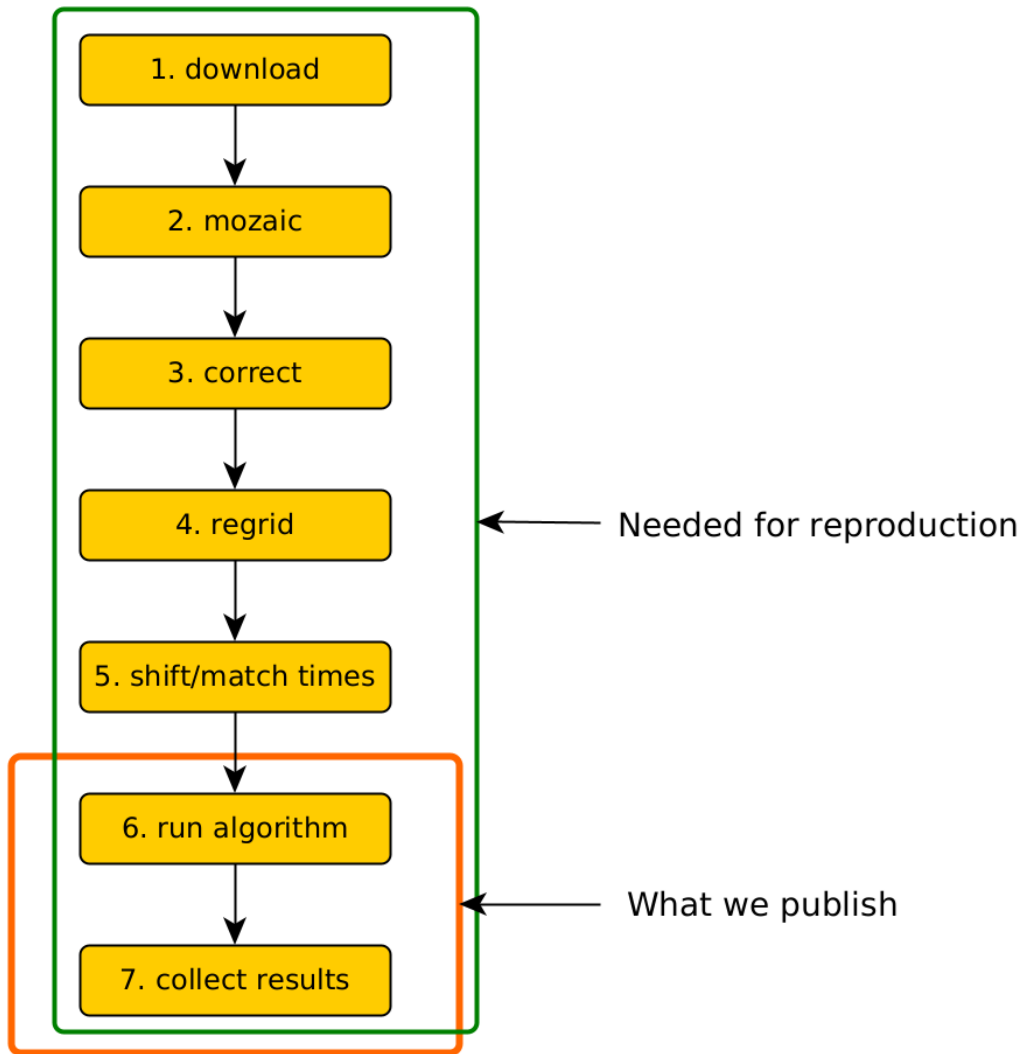 1. download
2. mozaic
3. correct
4. regrid
Needed for reproduction
5. shift/match times
6. run algorithm
What we publish
7. collect results